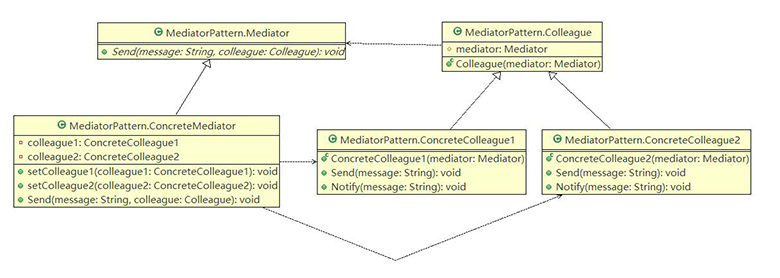 MediatorPattern.Mediator
Send(message: String, colleague: Colleague): void
MediatorPattern.Colleague
mediator: Mediator
Colleague(mediator: Mediator)
MediatorPattern.ConcreteMediator
colleague1: ConcreteColleague1
colleague2: ConcreteColleague2
setColleague1(colleague1: ConcreteColleague1): void
setColleague2(colleague2: ConcreteColleague2): void
Send(message: String, colleague: Colleague): void
MediatorPattern.ConcreteColleague1
ConcreteColleague1(mediator: Mediator)
Send(message: String): void
Notify(message: String): void
MediatorPattern.ConcreteColleague2
ConcreteColleague2(mediator: Mediator)
Send(message: String): void
Notify(message: String): void